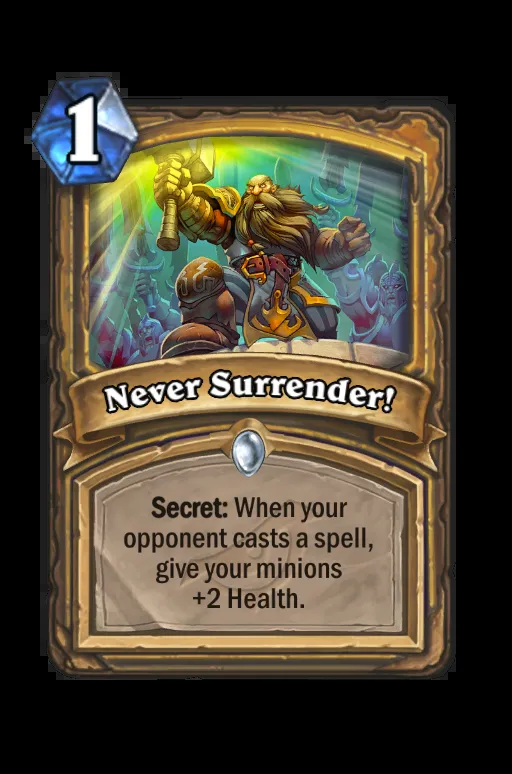 1
Never Surrender!
Secret: When your
opponent casts a spell,
give your minions
+2 Health.